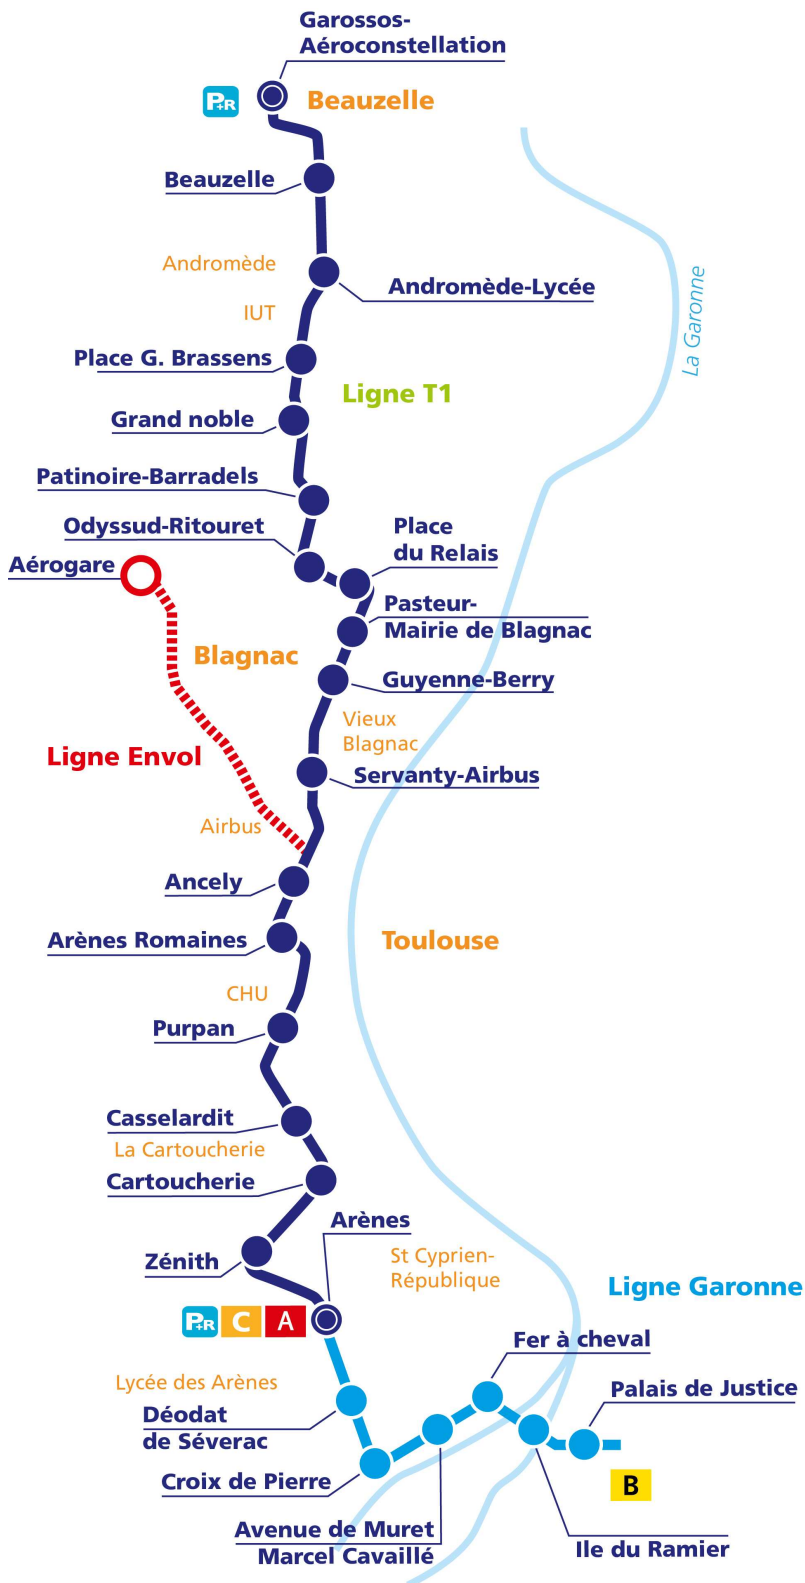 Garossos-
Aéroconstellation
P+R
Beauzelle
Beauzelle
Andromède
Andromède-Lycée
La Garonne
IUT
Place G. Brassens
Ligne T1
Grand noble
Patinoire-Barradels
Odyssud-Ritouret
Place
du Relais
Aérogare
Pasteur-
Mairie de Blagnac
Blagnac
Guyenne-Berry
Vieux
Blagnac
Ligne Envol
Servanty-Airbus
Airbus
Ancely
Arènes Romaines
Toulouse
CHU
Purpan
Casselardit
La Cartoucherie
Cartoucherie
Arènes
Zénith
St Cyprien-
République
Ligne Garonne
P+R C A
Fer à cheval
Lycée des Arènes
Palais de Justice
Déodat
de Séverac
Croix de Pierre
B
Avenue de Muret
Marcel Cavaillé
Ile du Ramier